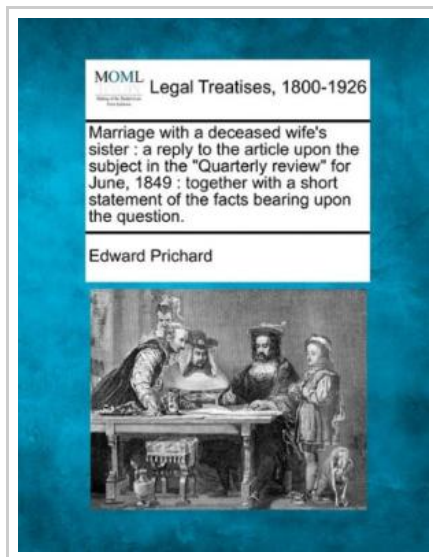 MOML Legal Treatises, 1800-1926
Marriage with a deceased wife's
sister : a reply to the article upon the
subject in the "Quarterly review" for
June, 1849 : together with a short
statement of the facts bearing upon
the question.
Edward Prichard